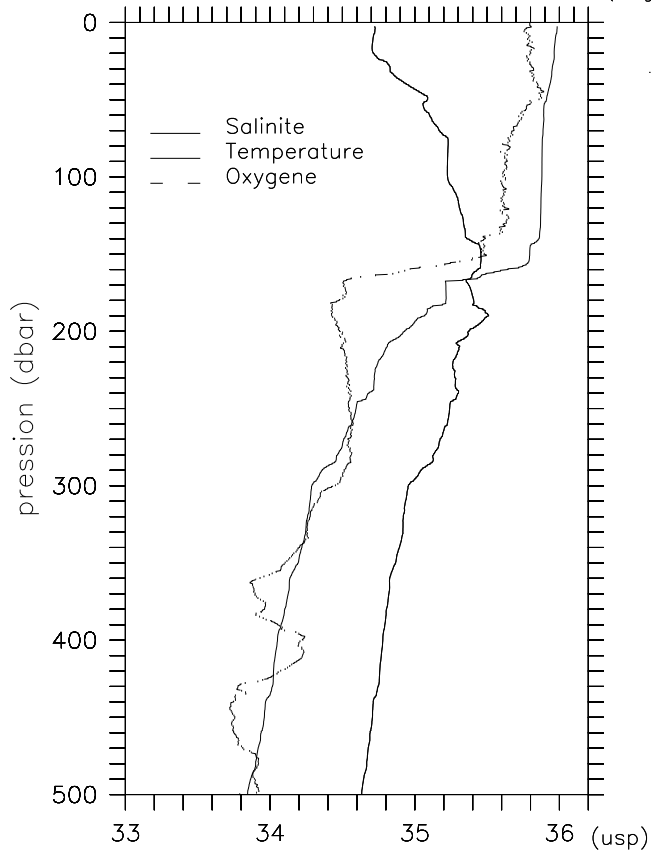 0
Salinite
Temperature
Oxygene
100
200
pression (dbar)
300
400
500
33 34 35 36 (usp)